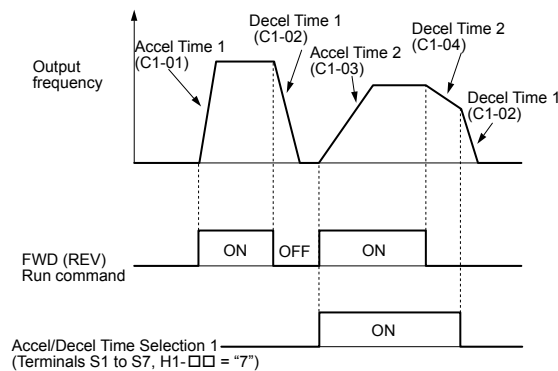 Output
frequency
Accel Time 1
(C1-01)
Decel Time 1
(C1-02)
Accel Time 2
(C1-03)
Decel Time 2
(C1-04)
Decel Time 1
(C1-02)
FWD (REV)
Run command
ON
OFF
ON
Accel/Decel Time Selection 1
(Terminals S1 to S7, H1-□□ = “7”)
ON